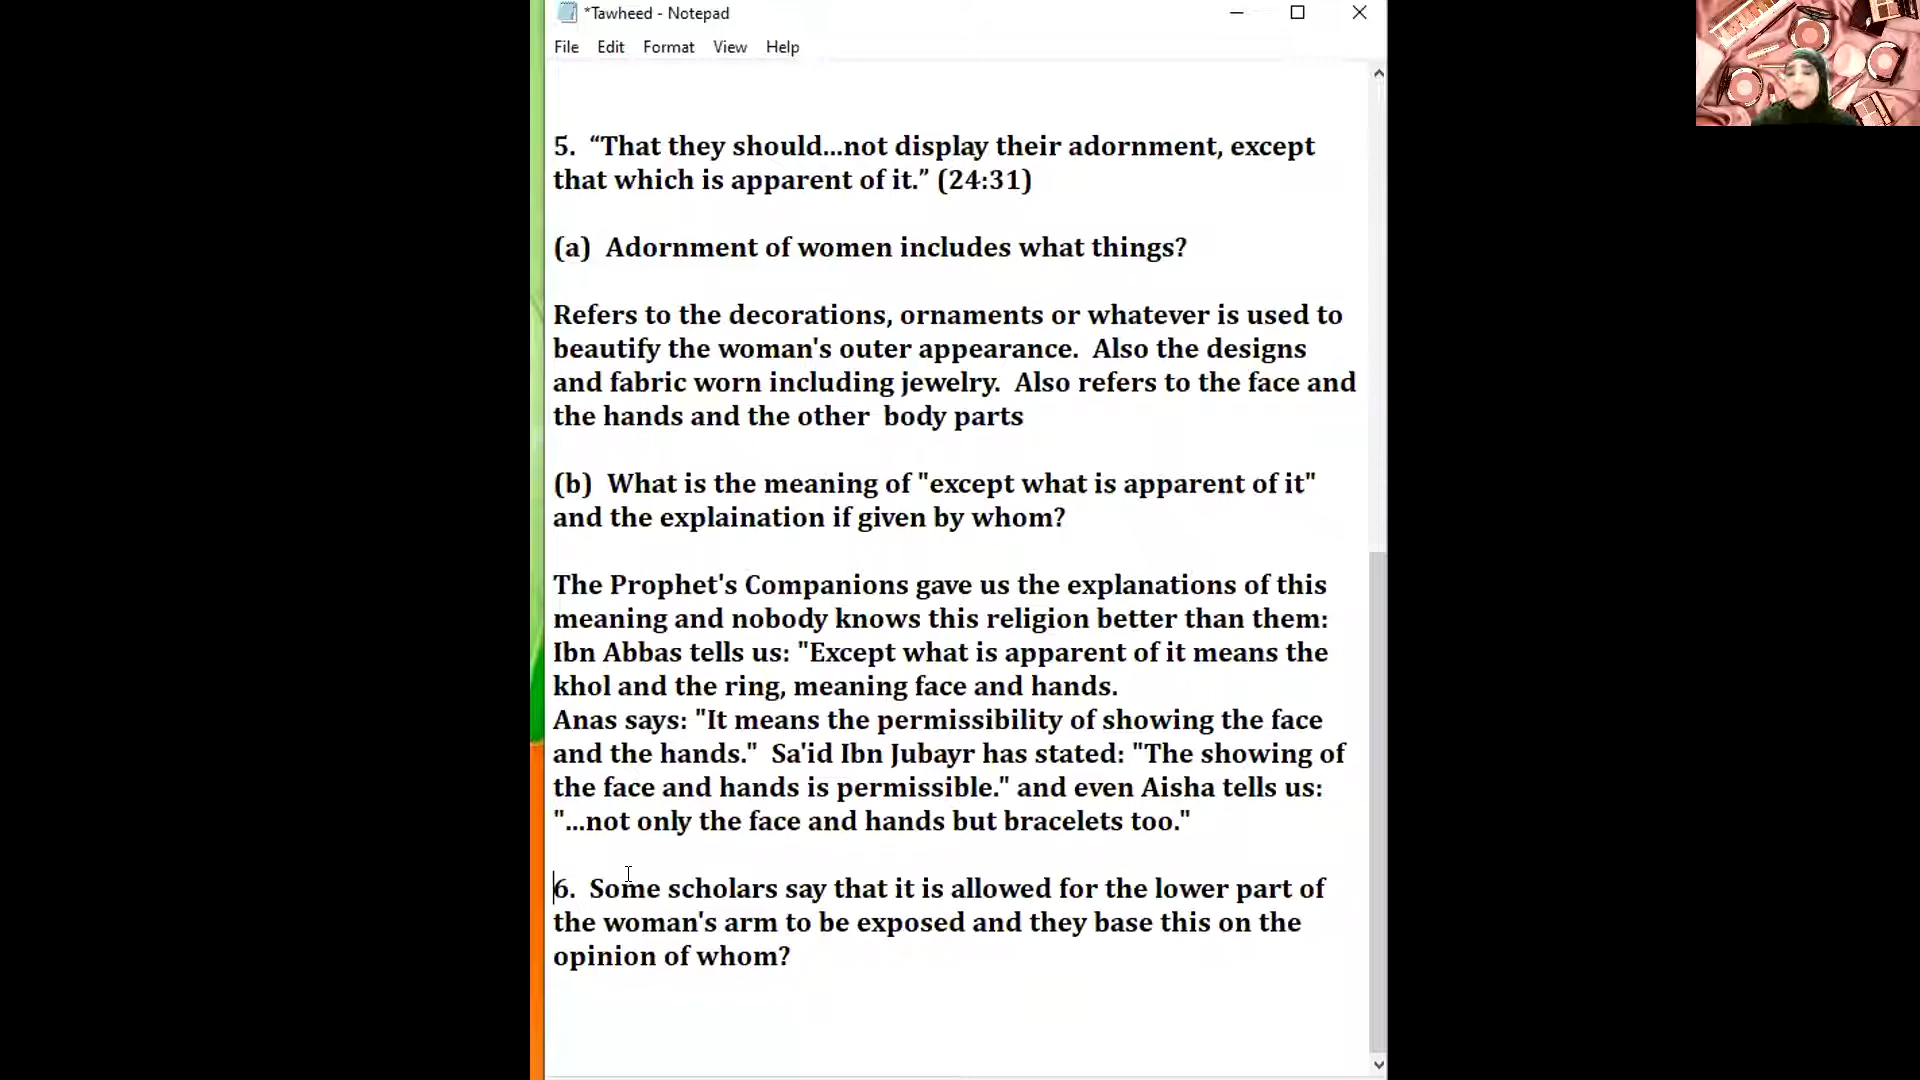 *Tawheed - Notepad
File Edit Format View Help
5.  “That they should...not display their adornment, except
that which is apparent of it.” (24:31)
(a)  Adornment of women includes what things?
Refers to the decorations, ornaments or whatever is used to
beautify the woman's outer appearance.  Also the designs
and fabric worn including jewelry.  Also refers to the face and
the hands and the other  body parts
(b)  What is the meaning of "except what is apparent of it"
and the explaination if given by whom?
The Prophet's Companions gave us the explanations of this
meaning and nobody knows this religion better than them:
Ibn Abbas tells us: "Except what is apparent of it means the
khol and the ring, meaning face and hands.
Anas says: "It means the permissibility of showing the face
and the hands."  Sa'id Ibn Jubayr has stated: "The showing of
the face and hands is permissible." and even Aisha tells us:
"...not only the face and hands but bracelets too."
6.  Some scholars say that it is allowed for the lower part of
the woman's arm to be exposed and they base this on the
opinion of whom?